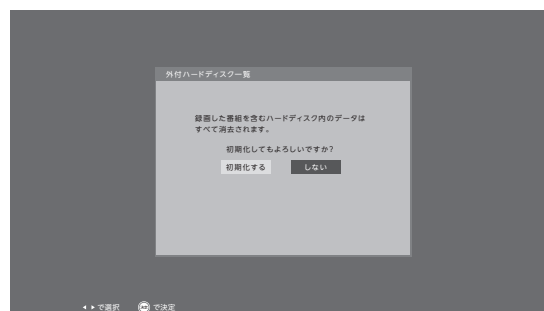 外付ハードディスク一覧
録画した番組を含むハードディスク内のデータは
すべて消去されます。
初期化してもよろしいですか?
初期化する
しない
で選択
で決定